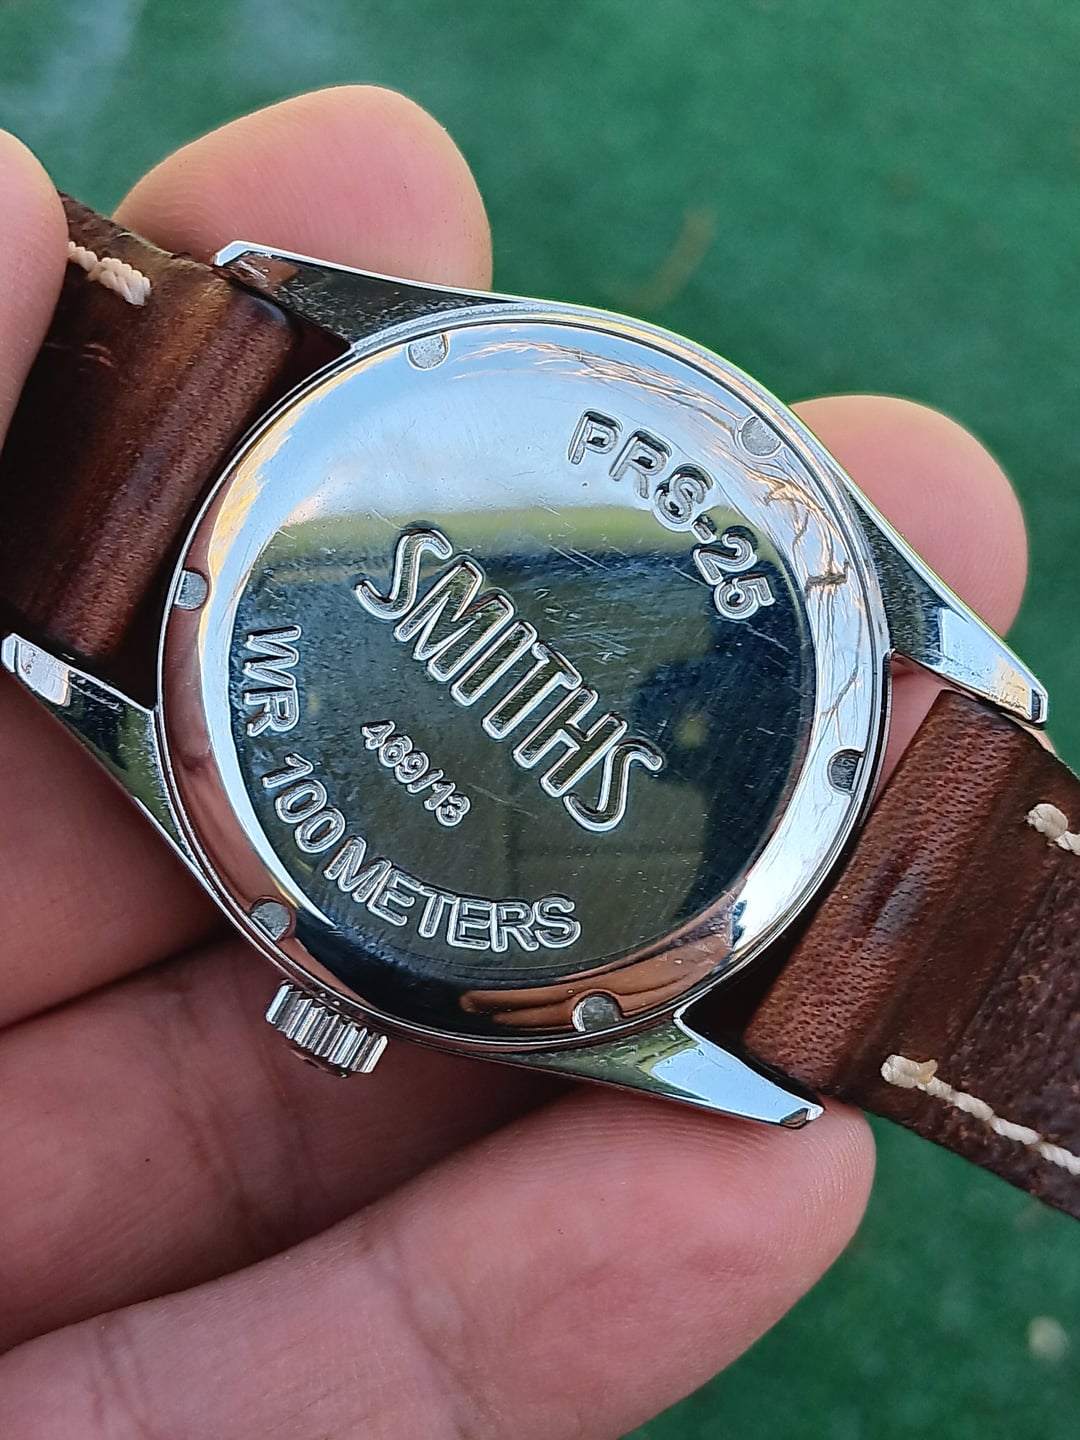 PRS-25
SMITHS
469/13
WR 100 METERS